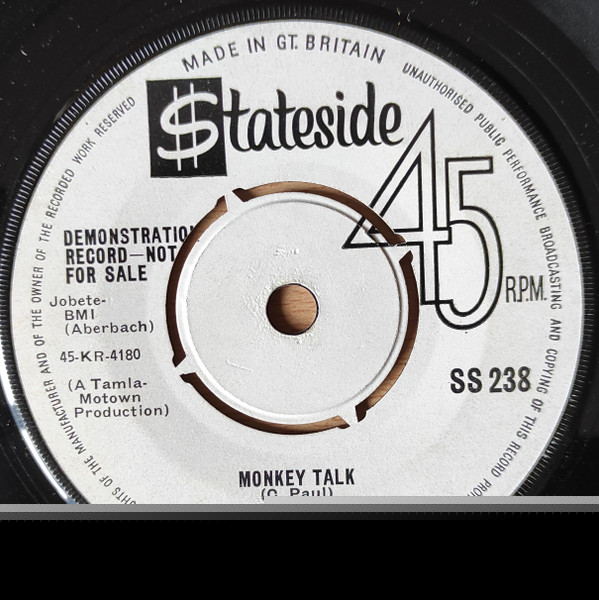 MADE IN GT. BRITAIN
UNAUTHORISED PUBLIC PERFORMANCE BROADCASTING AND COPYING OF THIS RECORD
OF THE MANUFACTURER AND OF THE OWNER OF THE RECORDED WORK RESERVED
$tateside
45
R.P.M.
DEMONSTRATION
RECORD—NOT
FOR SALE
Jobete-
BMI
(Aberbach)
45-KR-4180
(A Tamla-
Motown
Production)
SS 238
MONKEY TALK
(C. Paul)